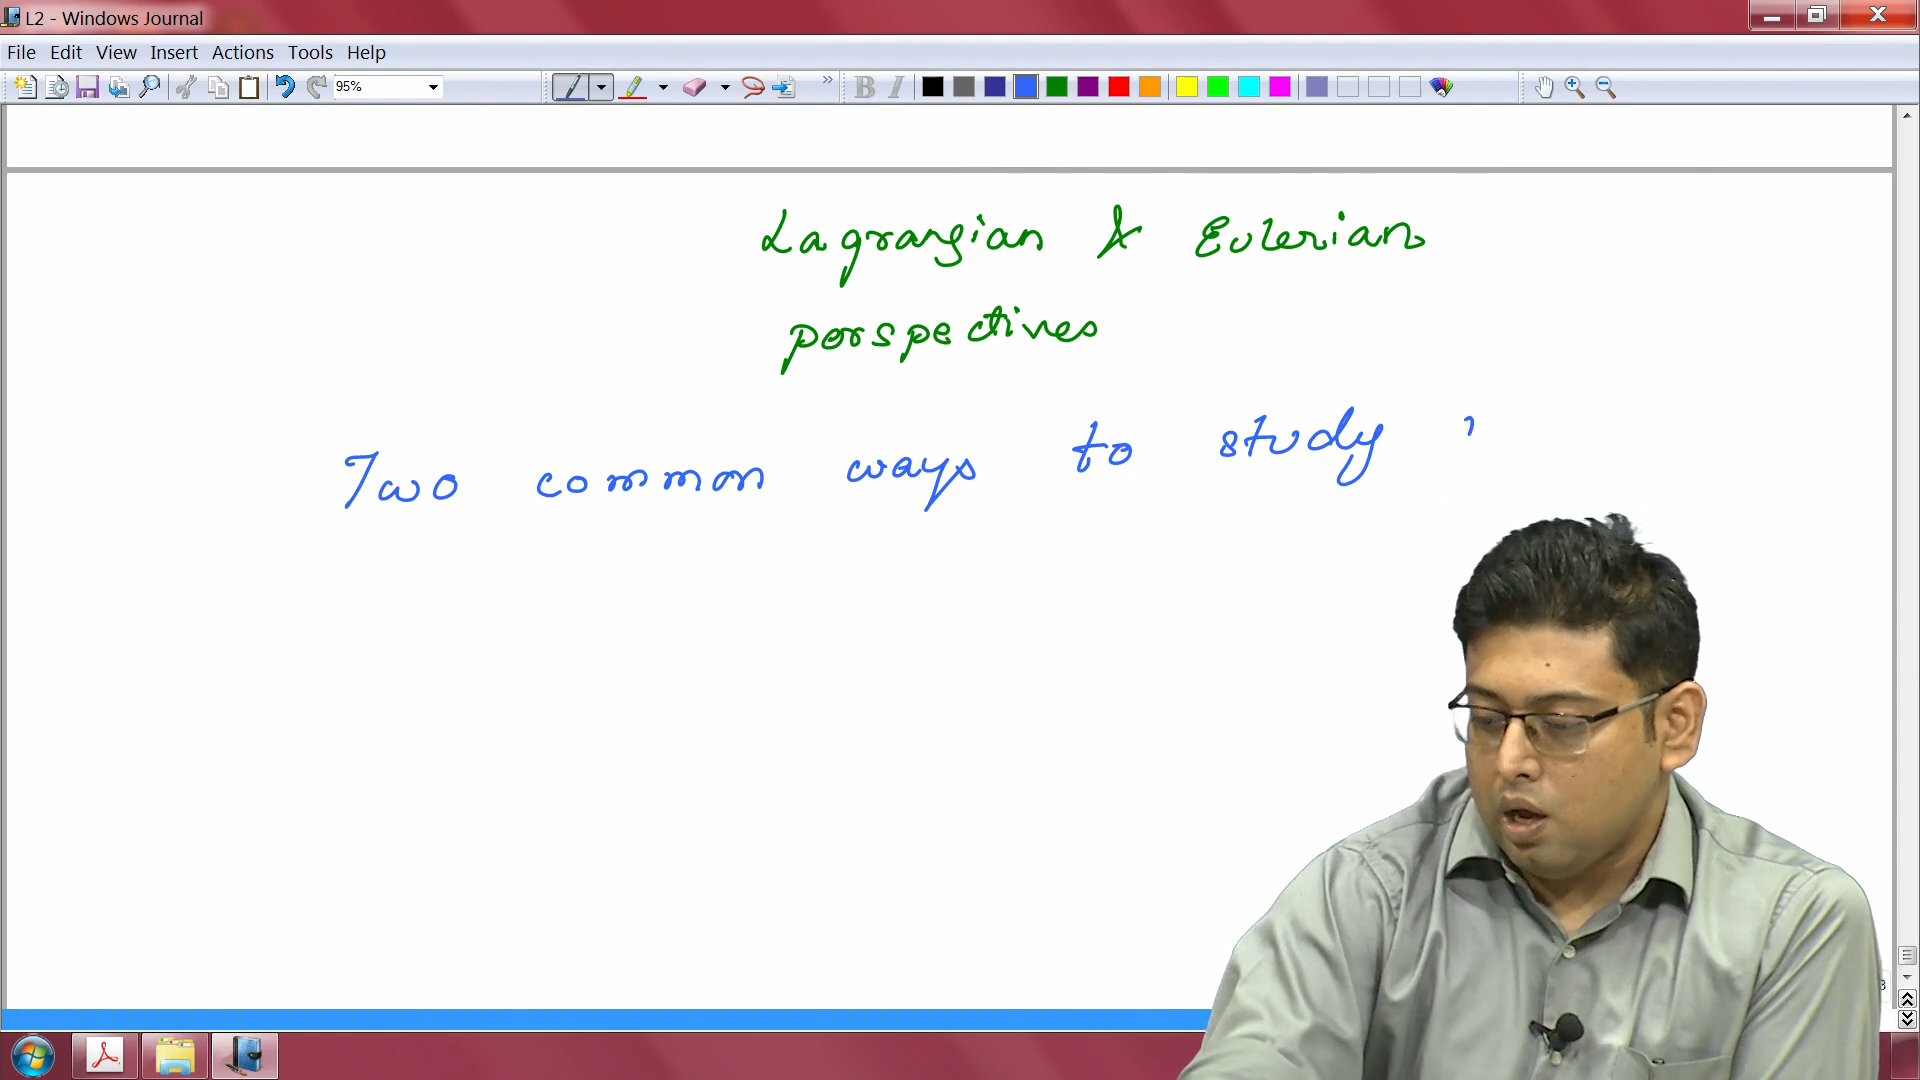 L2 - Windows Journal
File Edit View Insert Actions Tools Help
95%
Lagrangian & Eulerian
perspectives
Two common ways to study